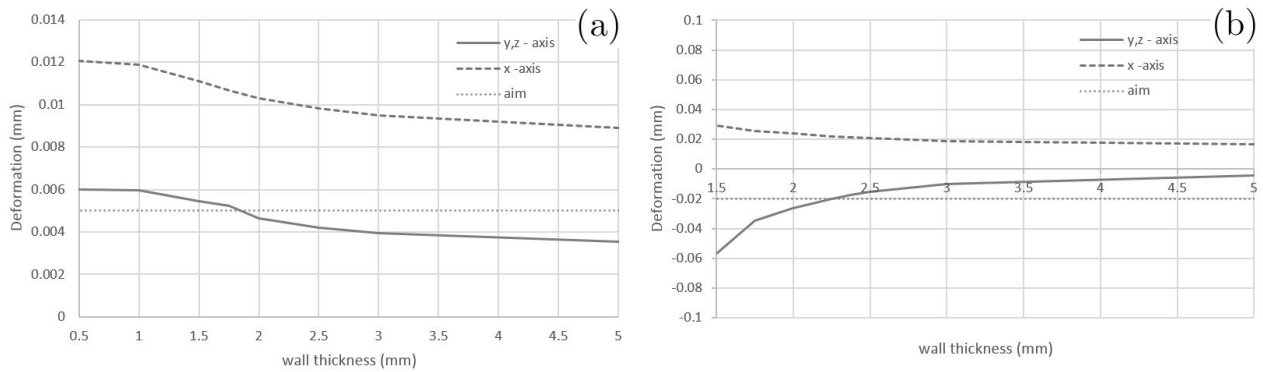 (a)
y,z - axis
x -axis
aim
0.014
0.012
0.01
0.008
0.006
0.004
0.002
0
Deformation (mm)
0.5 1 1.5 2 2.5 3 3.5 4 4.5 5
wall thickness (mm)
(b)
y,z - axis
x -axis
aim
0.1
0.08
0.06
0.04
0.02
0
-0.02
-0.04
-0.06
-0.08
-0.1
Deformation (mm)
1.5 2 2.5 3 3.5 4 4.5 5
wall thickness (mm)